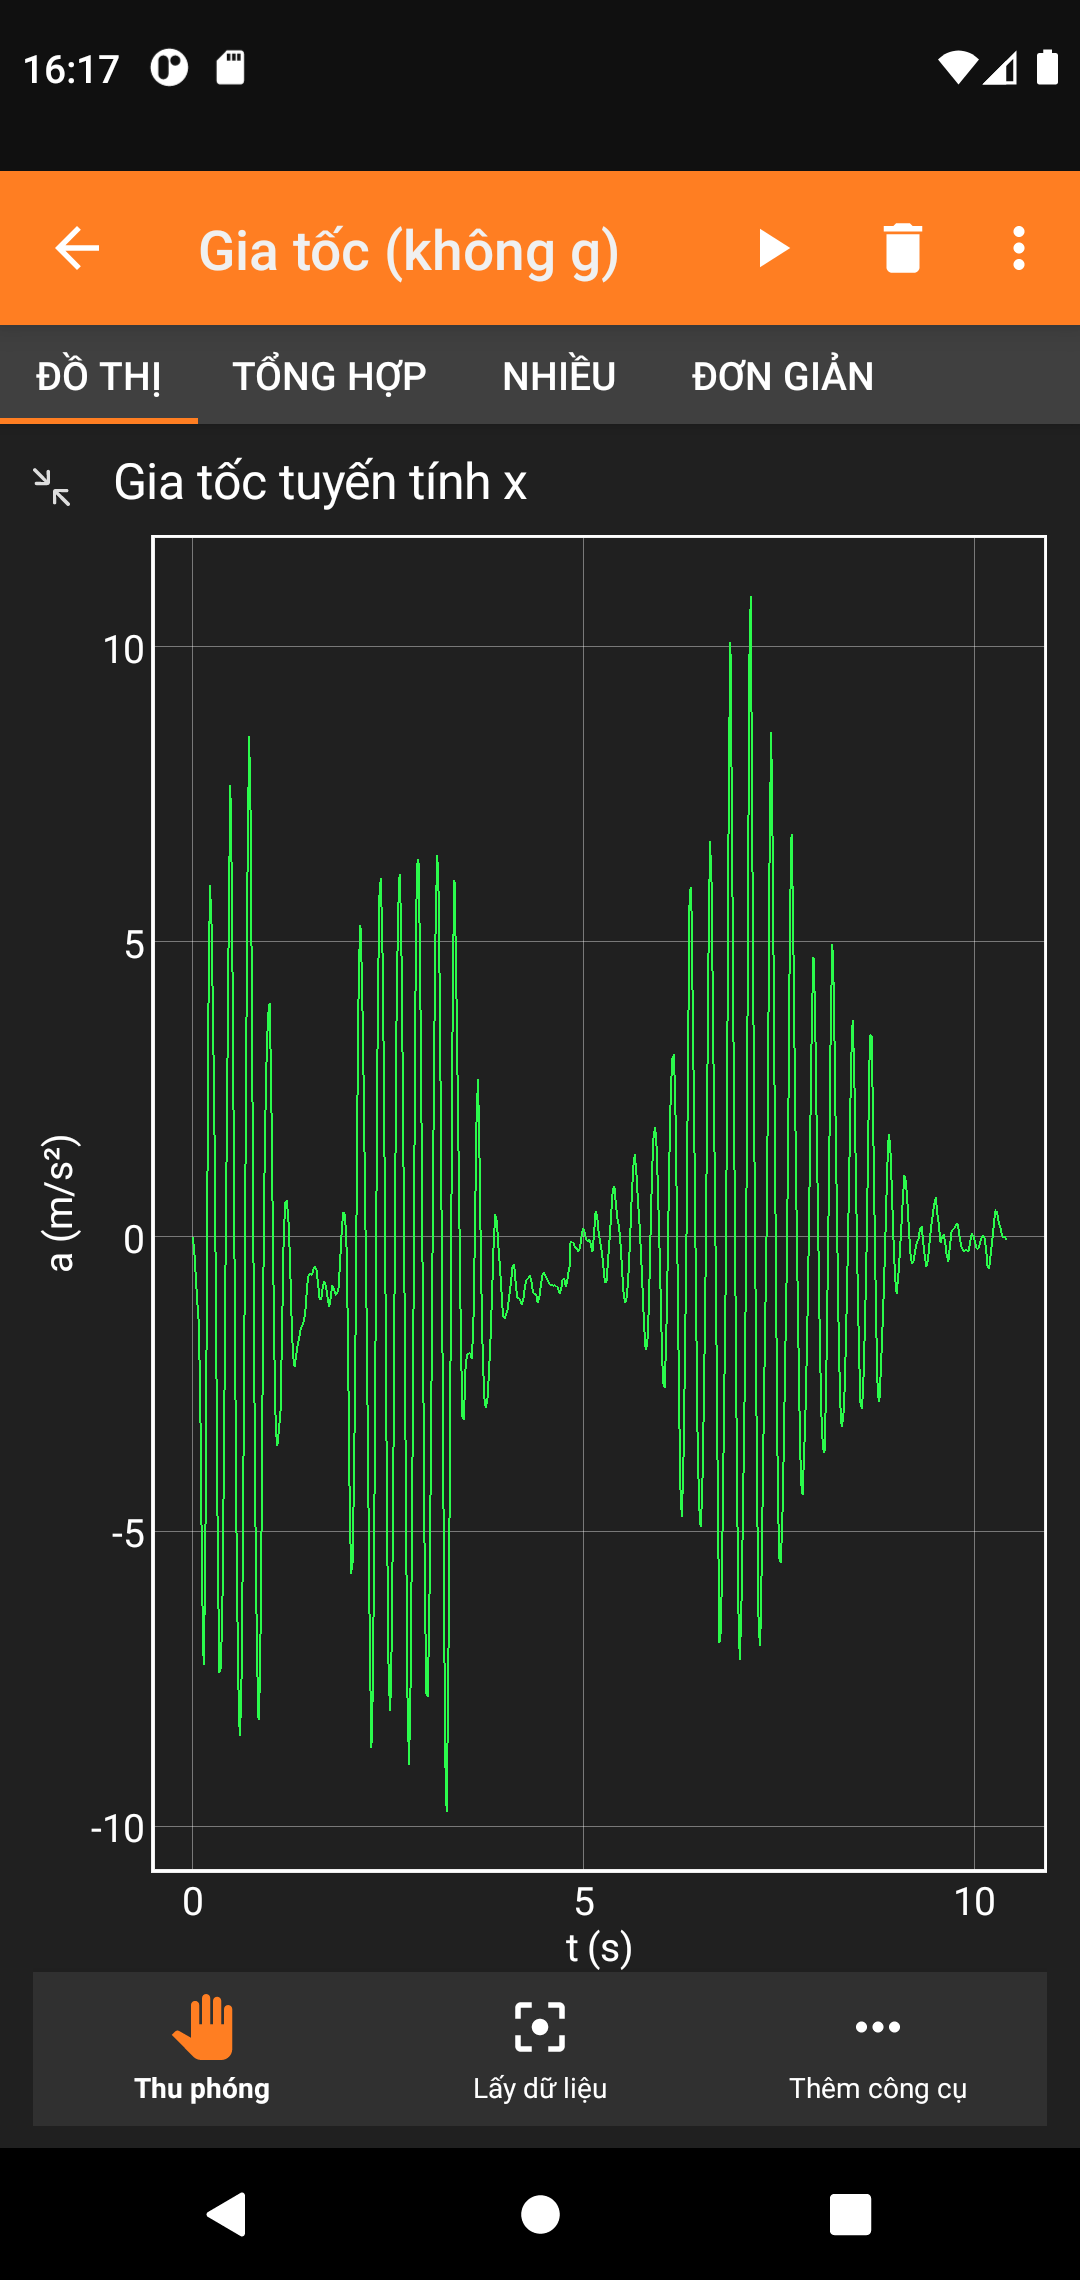 16:17
Gia tốc (không g)
ĐỒ THỊ TỔNG HỢP NHIỀU ĐƠN GIẢN
Gia tốc tuyến tính x
10
5
0
-5
-10
a (m/s²)
0 5 10
t (s)
Thu phóng Lấy dữ liệu Thêm công cụ